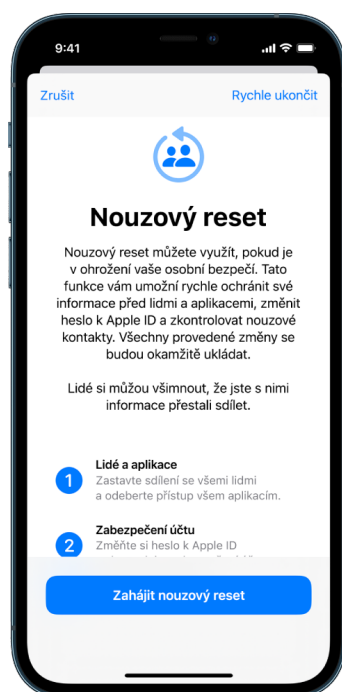 9:41
Zrušit
Rychle ukončit
Nouzový reset
Nouzový reset můžete využít, pokud je
v ohrožení vaše osobní bezpečí. Tato
funkce vám umožní rychle ochránit své
informace před lidmi a aplikacemi, změnit
heslo k Apple ID a zkontrolovat nouzové
kontakty. Všechny provedené změny se
budou okamžitě ukládat.
Lidé si můžou všimnout, že jste s nimi
informace přestali sdílet.
1
Lidé a aplikace
Zastavte sdílení se všemi lidmi
a odeberte přístup všem aplikacím.
2
Zabezpečení účtu
Změňte si heslo k Apple ID
Zahájit nouzový reset